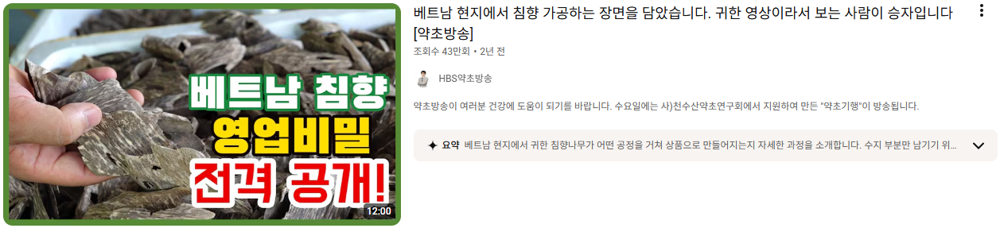 베트남 침향
영업비밀
전격 공개!
12:00
베트남 현지에서 침향 가공하는 장면을 담았습니다. 귀한 영상이라서 보는 사람이 승자입니다
[약초방송]
조회수 43만회 • 2년 전
HBS약초방송
약초방송이 여러분 건강에 도움이 되기를 바랍니다. 수요일에는 사)천수산약초연구회에서 지원하여 만든 "약초기행"이 방송됩니다.
요약 베트남 현지에서 귀한 침향나무가 어떤 공정을 거쳐 상품으로 만들어지는지 자세한 과정을 소개합니다. 수지 부분만 남기기 위...